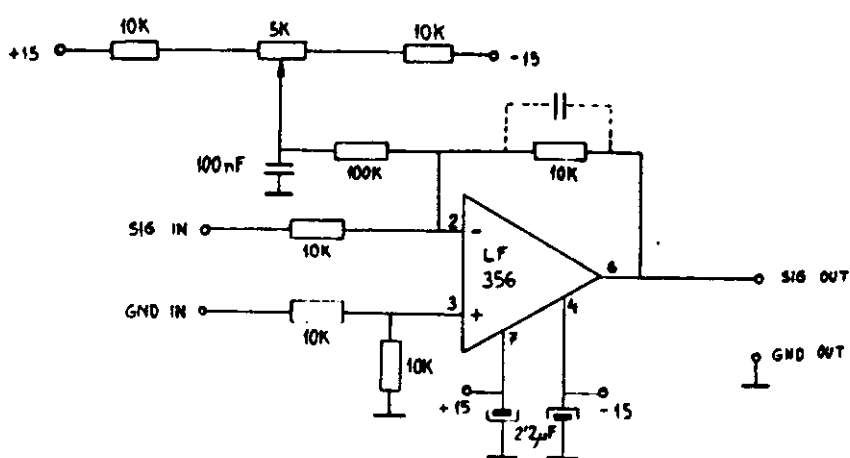 10K
5K
10K
+15
-15
100nF
100K
10K
SIG IN
10K
2
-
LF
356
6
SIG OUT
GND IN
10K
3
+
4
7
10K
GND OUT
+15
2'2µF
-15